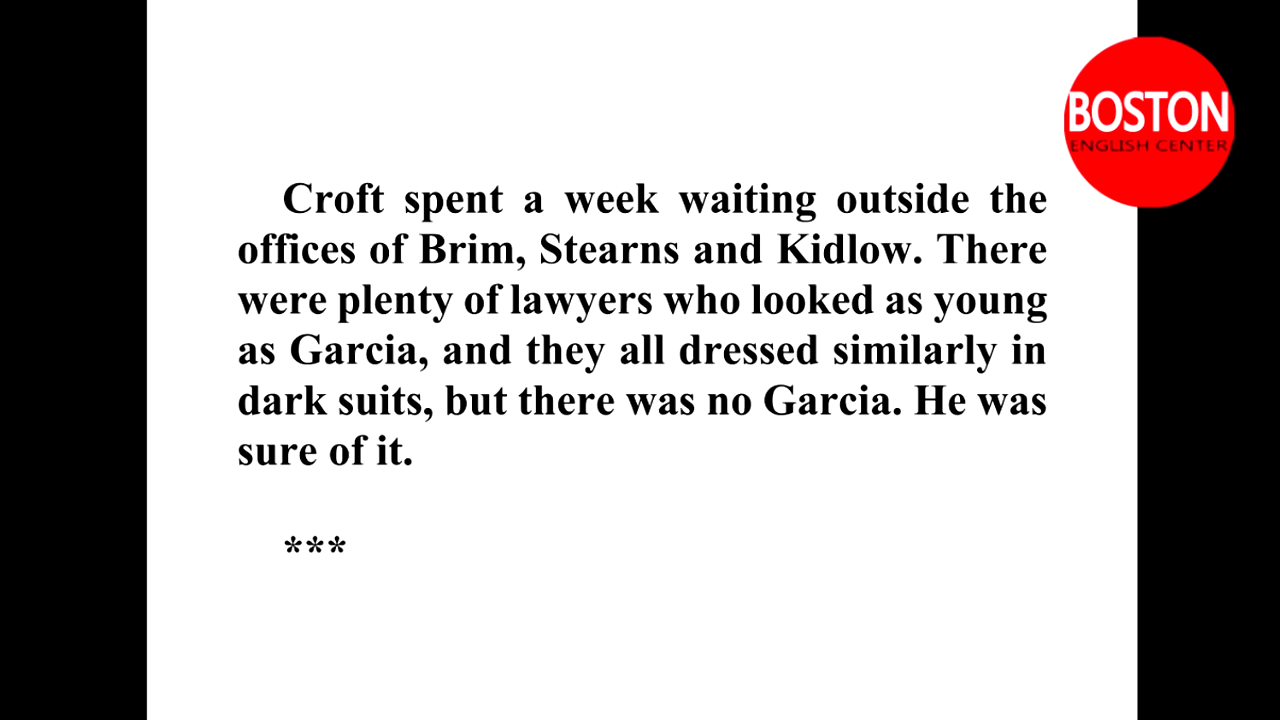 BOSTON
ENGLISH CENTER
Croft spent a week waiting outside the
offices of Brim, Stearns and Kidlow. There
were plenty of lawyers who looked as young
as Garcia, and they all dressed similarly in
dark suits, but there was no Garcia. He was
sure of it.
***